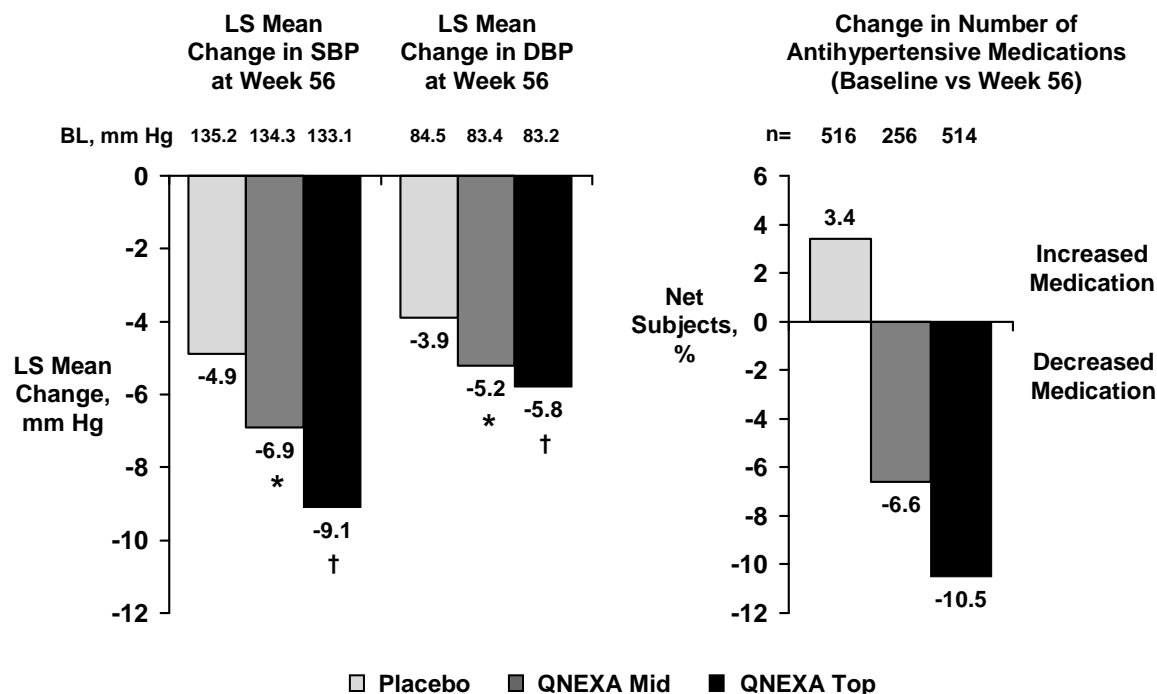 LS Mean
Change in SBP
at Week 56
LS Mean
Change in DBP
at Week 56
BL, mm Hg 135.2 134.3 133.1 84.5 83.4 83.2
0
-2
-4
-6
-8
-10
-12
LS Mean
Change,
mm Hg
-4.9
-6.9
*
-9.1
†
-3.9
-5.2
*
-5.8
†
Change in Number of
Antihypertensive Medications
(Baseline vs Week 56)
n= 516 256 514
6
4
2
0
-2
-4
-6
-8
-10
-12
Net
Subjects,
%
3.4
-6.6
-10.5
Increased
Medication
Decreased
Medication
Placebo QNEXA Mid QNEXA Top